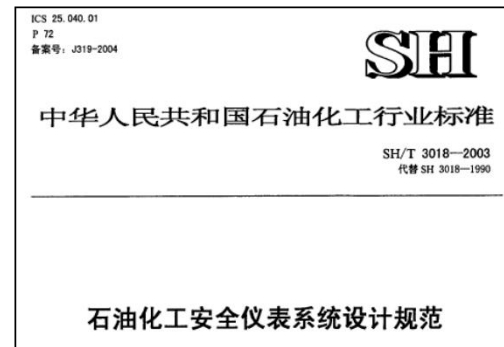 ICS 25.040.01
P 72
备案号：J319-2004
SH
中华人民共和国石油化工行业标准
SH/T 3018—2003
代替 SH 3018—1990
石油化工安全仪表系统设计规范